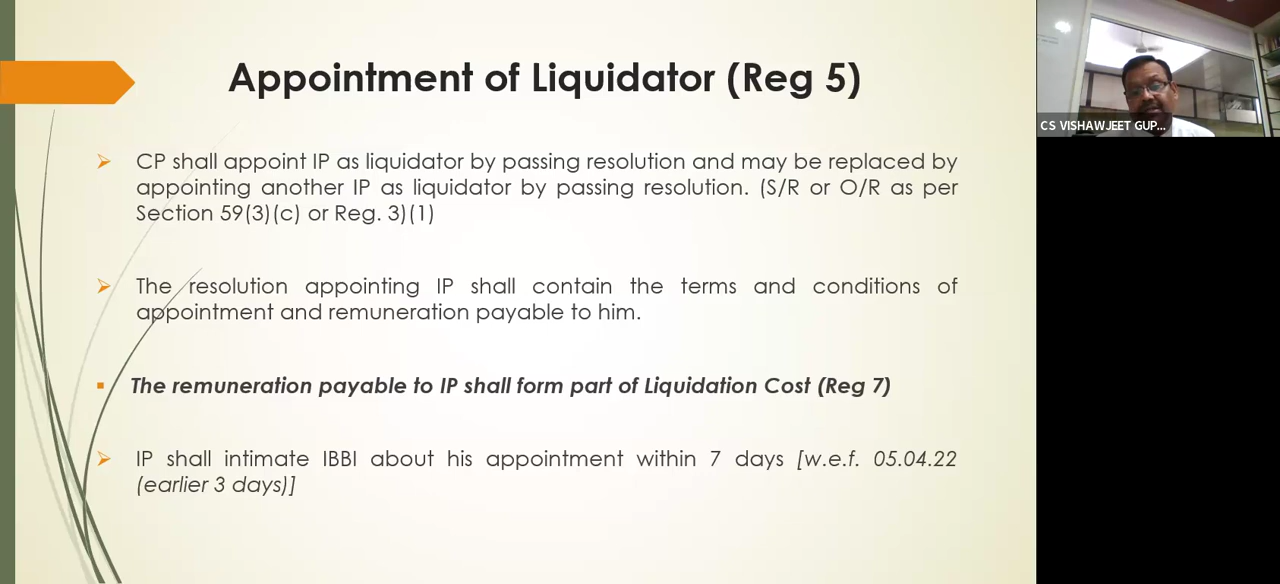 Appointment of Liquidator (Reg 5)
CP shall appoint IP as liquidator by passing resolution and may be replaced by
appointing another IP as liquidator by passing resolution. (S/R or O/R as per
Section 59(3)(c) or Reg. 3)(1)
The resolution appointing IP shall contain the terms and conditions of
appointment and remuneration payable to him.
The remuneration payable to IP shall form part of Liquidation Cost (Reg 7)
IP shall intimate IBBI about his appointment within 7 days [w.e.f. 05.04.22
(earlier 3 days)]
CS VISHAWJEET GUP...